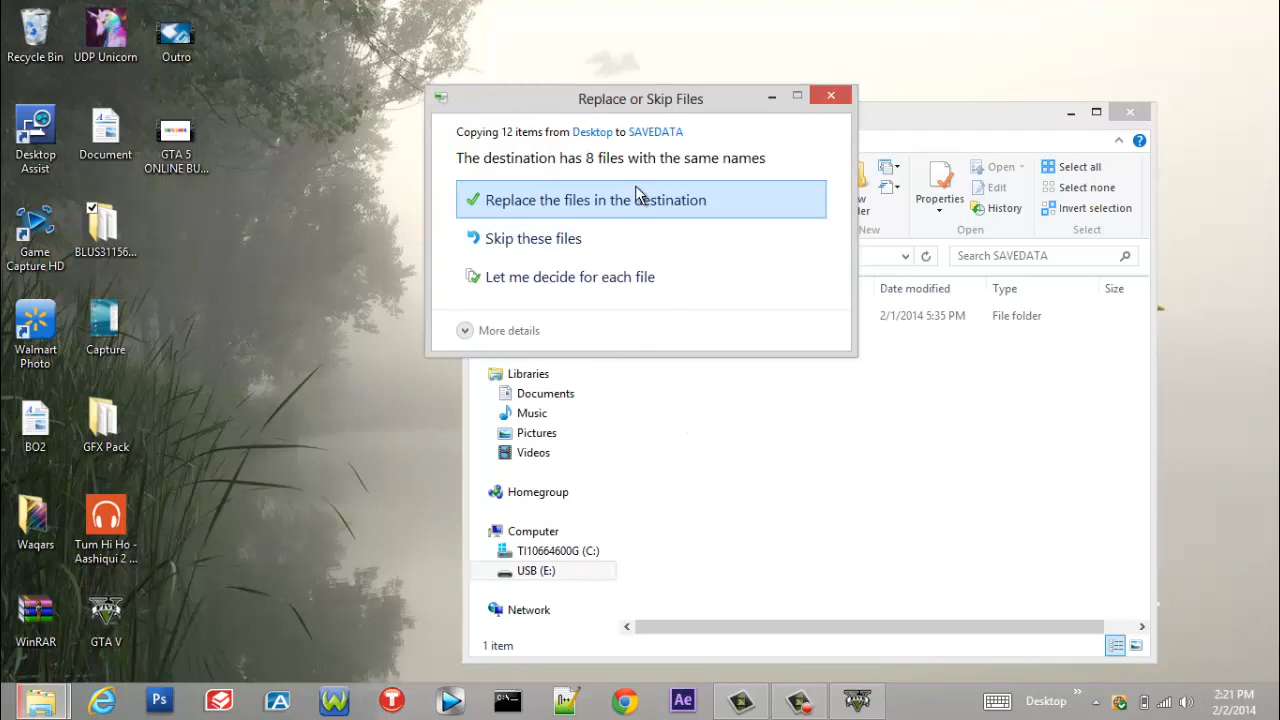 Recycle Bin
UDP Unicorn
Outro
Desktop
Assist
Document
GTA 5
ONLINE BU...
Game
Capture HD
BLUS31156...
Walmart
Photo
Capture
BO2
GFX Pack
Waqars
Tum Hi Ho -
Aashiqui 2 ...
WinRAR
GTA V
Replace or Skip Files
Copying 12 items from Desktop to SAVEDATA
The destination has 8 files with the same names
Replace the files in the destination
Skip these files
Let me decide for each file
More details
Properties
Open
Edit
History
Select all
Select none
Invert selection
New
Open
Select
Search SAVEDATA
Date modified
Type
Size
2/1/2014 5:35 PM
File folder
Libraries
Documents
Music
Pictures
Videos
Homegroup
Computer
TI10664600G (C:)
USB (E:)
Network
1 item
Desktop
2:21 PM
2/2/2014